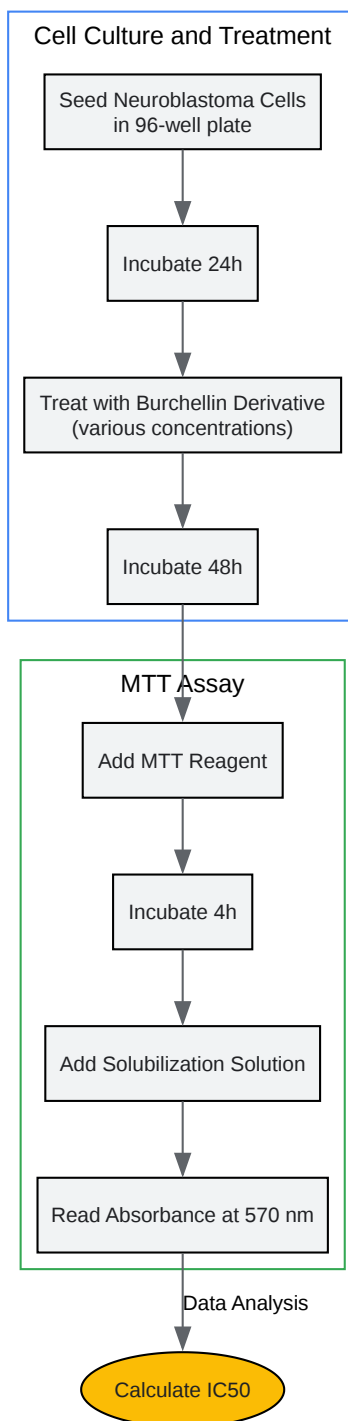 Cell Culture and Treatment
Seed Neuroblastoma Cells
in 96-well plate
Incubate 24h
Treat with Burchellin Derivative
(various concentrations)
Incubate 48h
MTT Assay
Add MTT Reagent
Incubate 4h
Add Solubilization Solution
Read Absorbance at 570 nm
Data Analysis
Calculate IC50